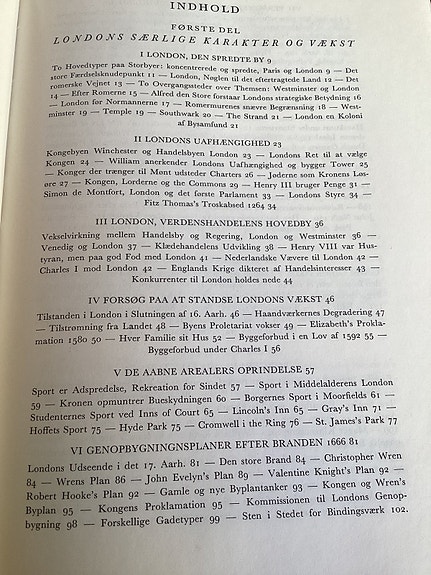 INDHOLD
FØRSTE DEL
LONDONS SÆRLIGE KARAKTER OG VÆKST
I LONDON, DEN SPREDTE BY 9
To Hovedtyper paa Storbyer: koncentrerede og spredte, Paris og London 9 — Det
store Færdselsknudepunkt 11 — London, Nøglen til det eftertragtede Land 12 — Det
romerske Vejnet 13 — To Overgangssteder over Themsen: Westminster og London
14 — Efter Romerne 15 — Alfred den Store forstaar Londons strategiske Betydning 16
— London for Normannerne 17 — Romermurens snævre Begrænsning 18 — West-
minster 19 — Temple 19 — Southwark 20 — The Strand 21 — London en Koloni
af Bysamfund 21
II LONDONS UAFHÆNGIGHED 23
Kongebyen Winchester og Handelsbyen London 23 — Londons Ret til at vælge
Kongen 24 — William anerkender Londons Uafhængighed og bygger Tower 25
— Konger der trænger til Mønt udsteder Charters 26 — Jøderne som Kronens Løs-
øre 27 — Kongen, Lorderne og the Commons 29 — Henry III bruger Penge 31 —
Simon de Montfort, London og det første Parlament 33 — Londons Styre 34 —
Fitz Thomas's Troskabsed 1264 34
III LONDON, VERDENSHANDELENS HOVEDBY 36
Vekselvirkning mellem Handelsby og Regering, London og Westminster 36 —
Venedig og London 37 — Klædehandelens Udvikling 38 — Henry VIII var Hus-
tyran, men paa god Fod med London 41 — Nederlandske Vævere til London 42 —
Charles I mod London 42 — Englands Krige dikteret af Handelsinteresser 43 —
Konkurrenter til London holdes nede 44
IV FORSØG PAA AT STANDSE LONDONS VÆKST 46
Tilstanden i London i Slutningen af 16. Aarh. 46 — Haandværkernes Degradering 47
— Tilstrømning fra Landet 48 — Byens Proletariat vokser 49 — Elizabeth's Prokla-
mation 1580 50 — Hver Familie sit Hus 52 — Byggeforbud i en Lov af 1592 55 —
Byggeforbud under Charles I 56
V DE AABNE AREALERS OPRINDELSE 57
Sport er Adspredelse, Rekreation for Sindet 57 — Sport i Middelalderens London
59 — Kronen opmuntrer Bueskydningen 60 — Borgernes Sport i Moorfields 61 —
Studenternes Sport ved Inns of Court 65 — Lincoln's Inn 65 — Gray's Inn 71 —
Hoffets Sport 75 — Hyde Park 75 — Cromwell i the Ring 76 — St. James's Park 77
VI GENOPBYGNINGSPLANER EFTER BRANDEN 1666 81
Londons Udseende i det 17. Aarh. 81 — Den store Brand 84 — Christopher Wren
84 — Wrens Plan 86 — John Evelyn's Plan 89 — Valentine Knight's Plan 92 —
Robert Hooke's Plan 92 — Gamle og nye Byplantanker 93 — Kongen og Wren's
Byplan 95 — Kongens Proklamation 95 — Kommissionen til Londons Genop-
bygning 98 — Forskellige Gadetyper 99 — Sten i Stedet for Bindingsværk 102.